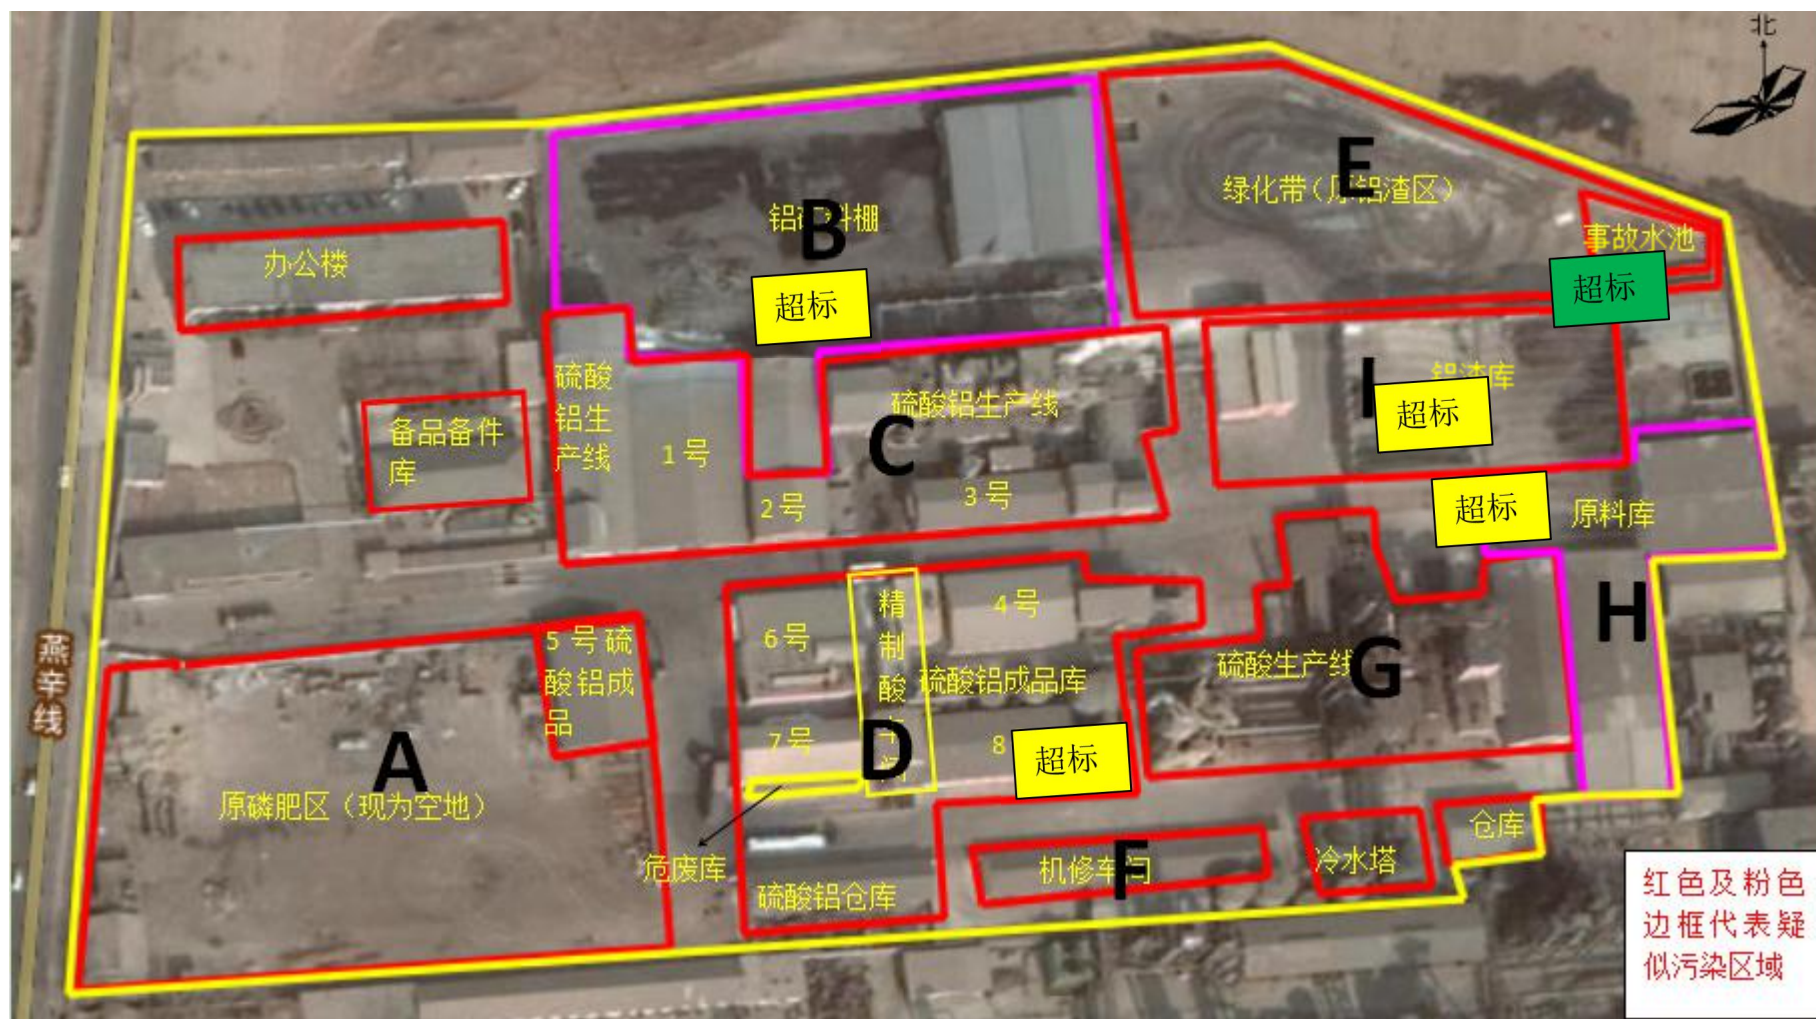 北
E
绿化带(原铝渣区)
事故水池
超标
B
超标
办公楼
硫酸
铝生
产线
1号
备品备件
库
硫酸铝生产线
C
2号
3号
I
铝渣库
超标
超标
原料库
H
精
制
酸
4号
6号
5号硫
酸铝成
品
硫酸铝成品库
硫酸生产线
G
燕辛线
A
原磷肥区(现为空地)
7号
D
8
超标
危废库
硫酸铝仓库
机修车间
F
冷水塔
仓库
红色及粉色
边框代表疑
似污染区域